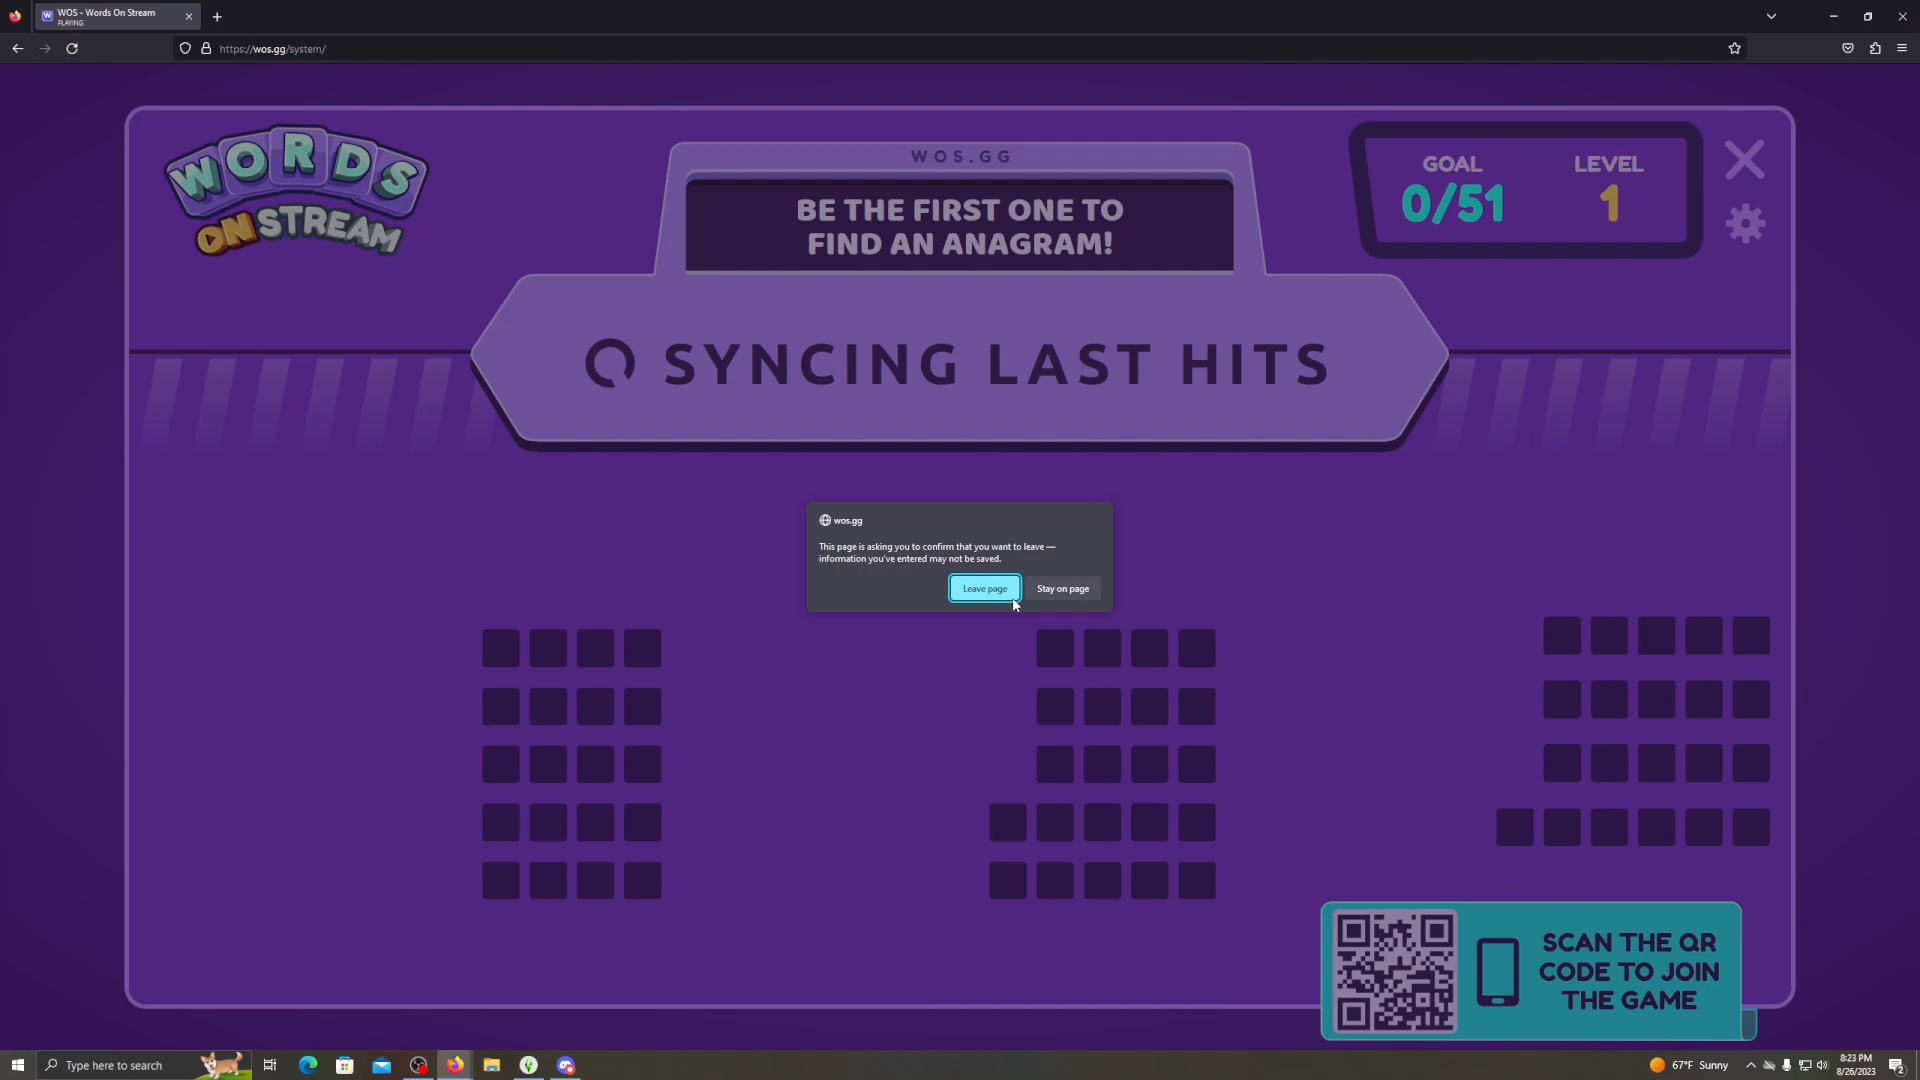 WOS - Words On Stream
PLAYING
https://wos.gg/system/
WORDS
ON STREAM
WOS.GG
BE THE FIRST ONE TO
FIND AN ANAGRAM!
GOAL
0/51
LEVEL
1
SYNCING LAST HITS
wos.gg
This page is asking you to confirm that you want to leave —
information you've entered may not be saved.
Leave page
Stay on page
SCAN THE QR
CODE TO JOIN
THE GAME
Type here to search
67°F Sunny
8:23 PM
8/26/2023
2